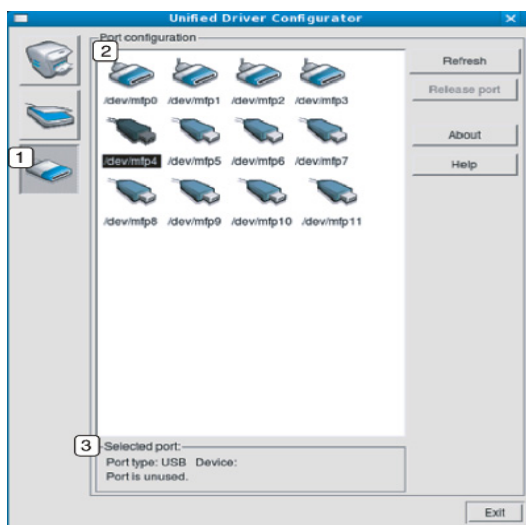 Unified Driver Configurator
Port configuration
2
Refresh
/dev/mfp0 /dev/mfp1 /dev/mfp2 /dev/mfp3
Release port
1
About
/dev/mfp4 /dev/mfp5 /dev/mfp6 /dev/mfp7
Help
/dev/mfp8 /dev/mfp9 /dev/mfp10 /dev/mfp11
3
Selected port:
Port type: USB Device:
Port is unused.
Exit